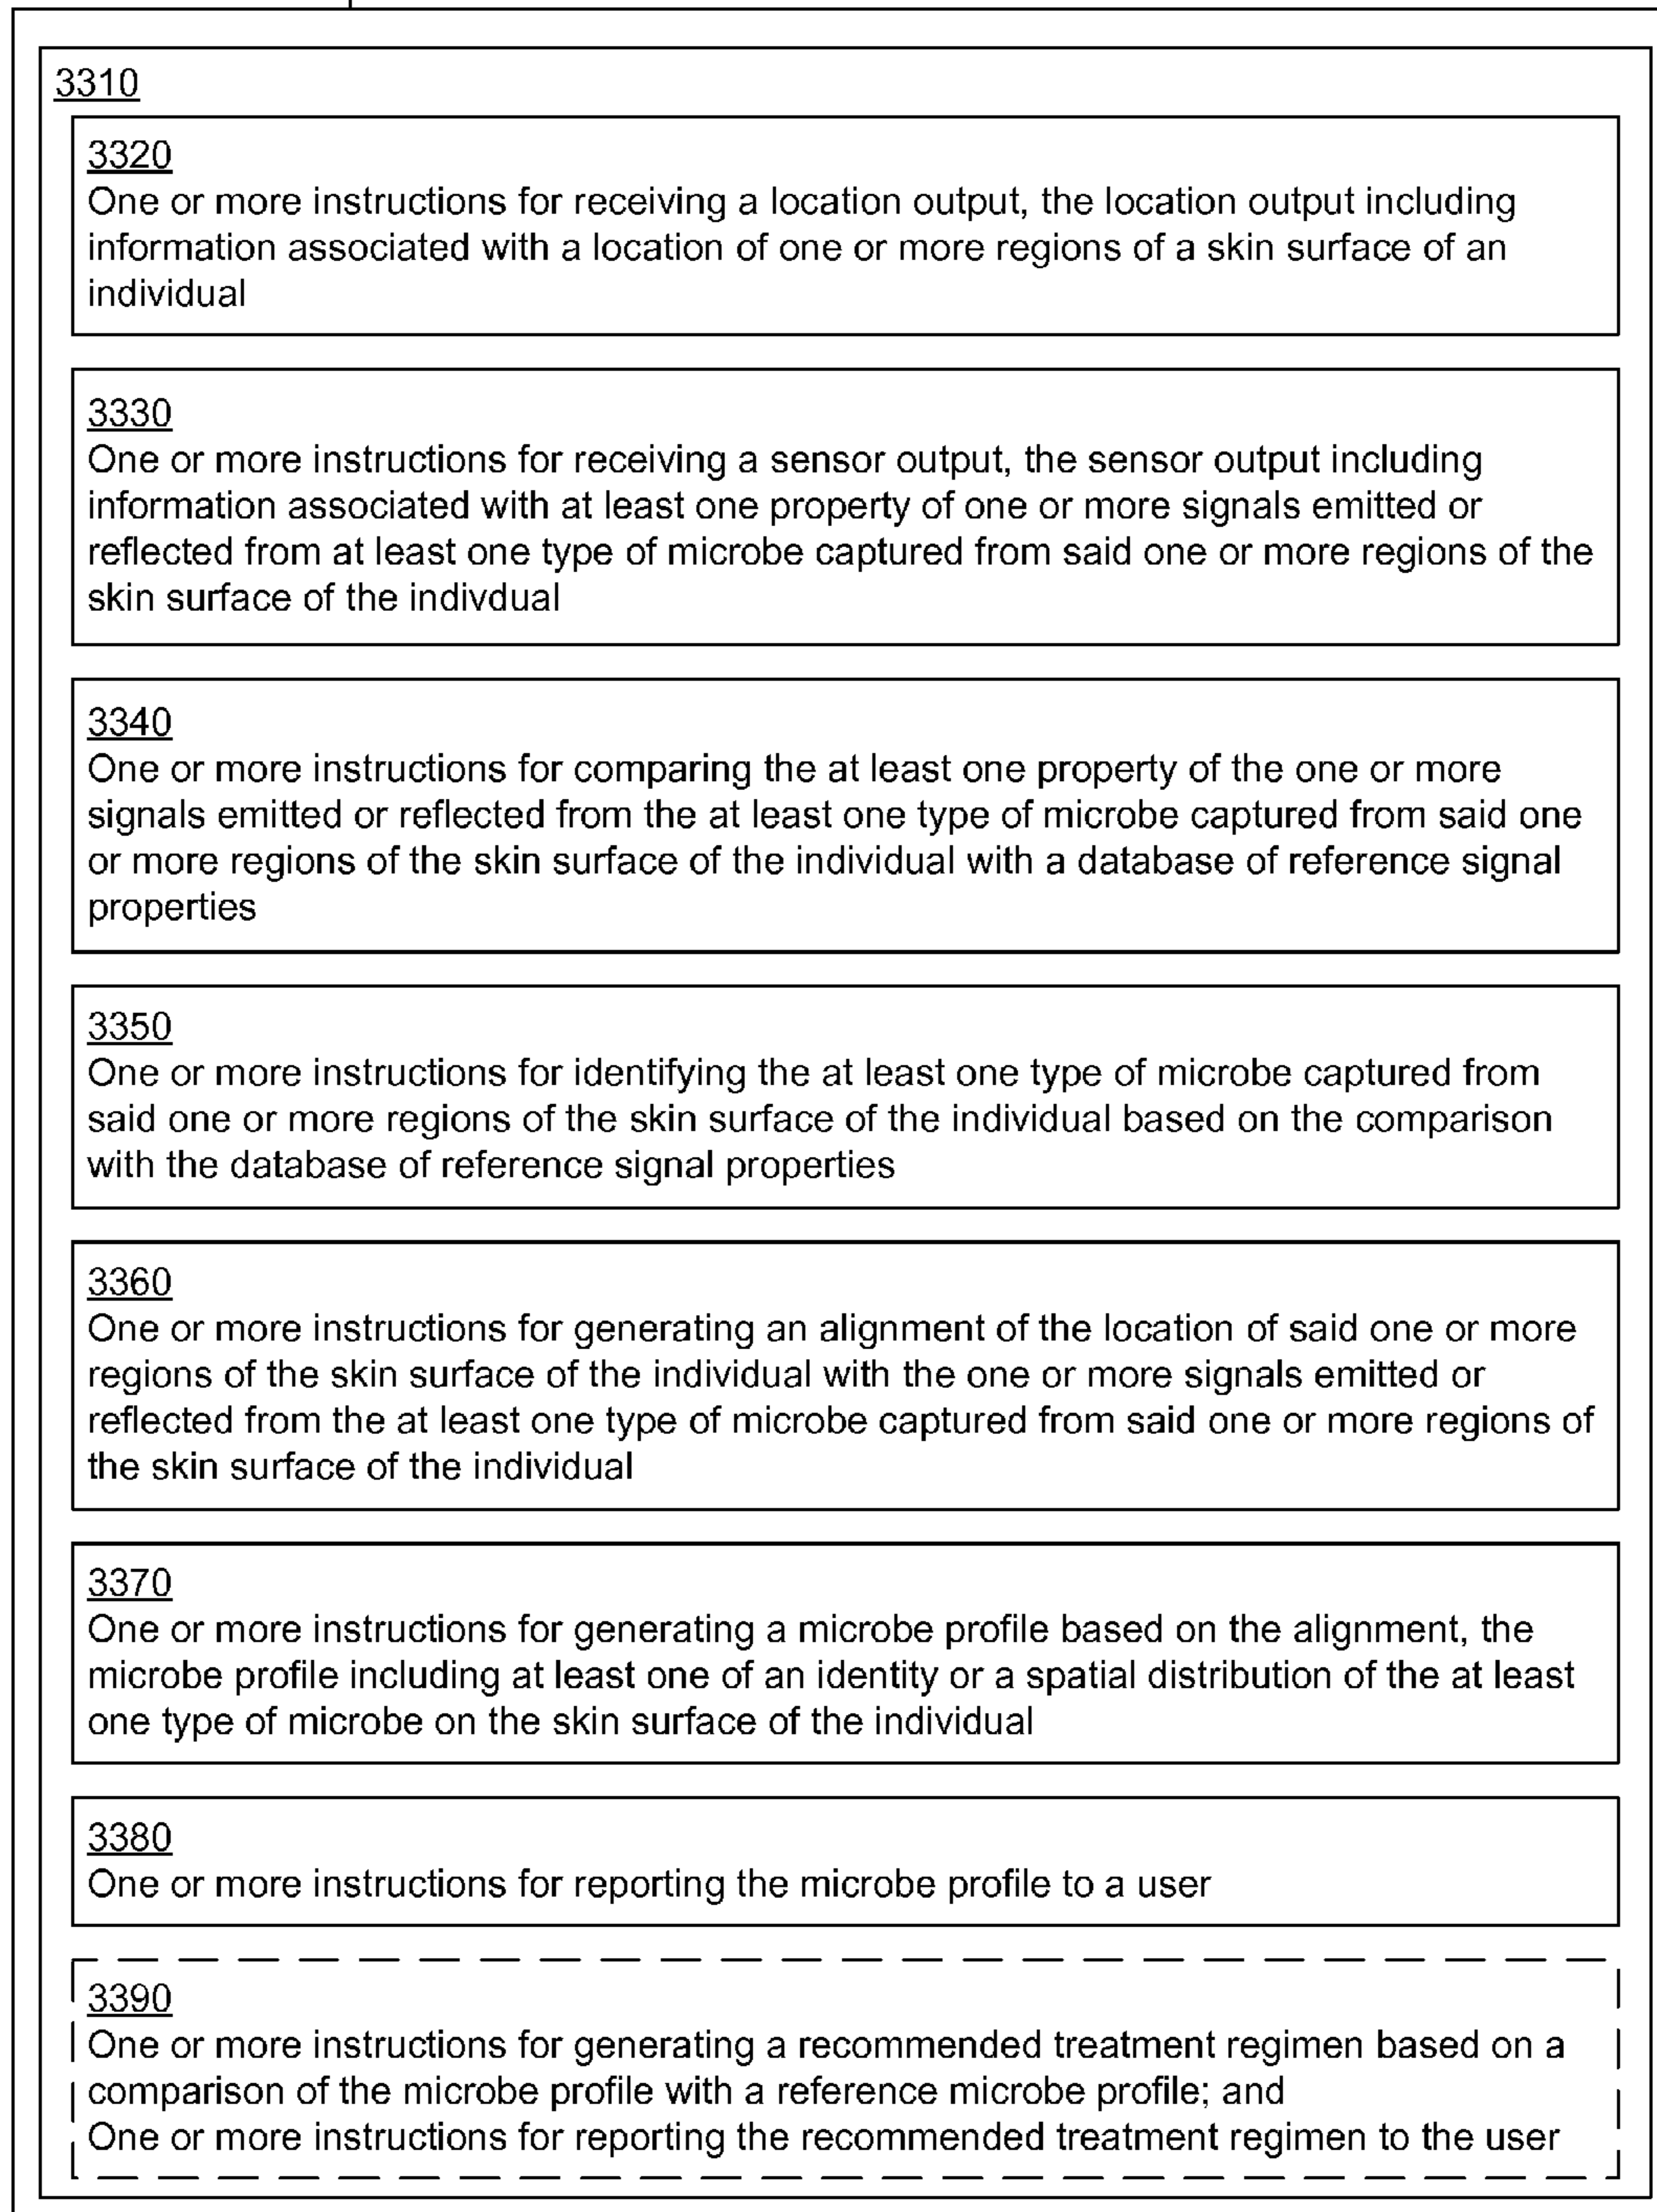 3310
3320
One or more instructions for receiving a location output, the location output including
information associated with a location of one or more regions of a skin surface of an
individual
3330
One or more instructions for receiving a sensor output, the sensor output including
information associated with at least one property of one or more signals emitted or
reflected from at least one type of microbe captured from said one or more regions of the
skin surface of the indivdual
3340
One or more instructions for comparing the at least one property of the one or more
signals emitted or reflected from the at least one type of microbe captured from said one
or more regions of the skin surface of the individual with a database of reference signal
properties
3350
One or more instructions for identifying the at least one type of microbe captured from
said one or more regions of the skin surface of the individual based on the comparison
with the database of reference signal properties
3360
One or more instructions for generating an alignment of the location of said one or more
regions of the skin surface of the individual with the one or more signals emitted or
reflected from the at least one type of microbe captured from said one or more regions of
the skin surface of the individual
3370
One or more instructions for generating a microbe profile based on the alignment, the
microbe profile including at least one of an identity or a spatial distribution of the at least
one type of microbe on the skin surface of the individual
3380
One or more instructions for reporting the microbe profile to a user
3390
One or more instructions for generating a recommended treatment regimen based on a
comparison of the microbe profile with a reference microbe profile; and
One or more instructions for reporting the recommended treatment regimen to the user